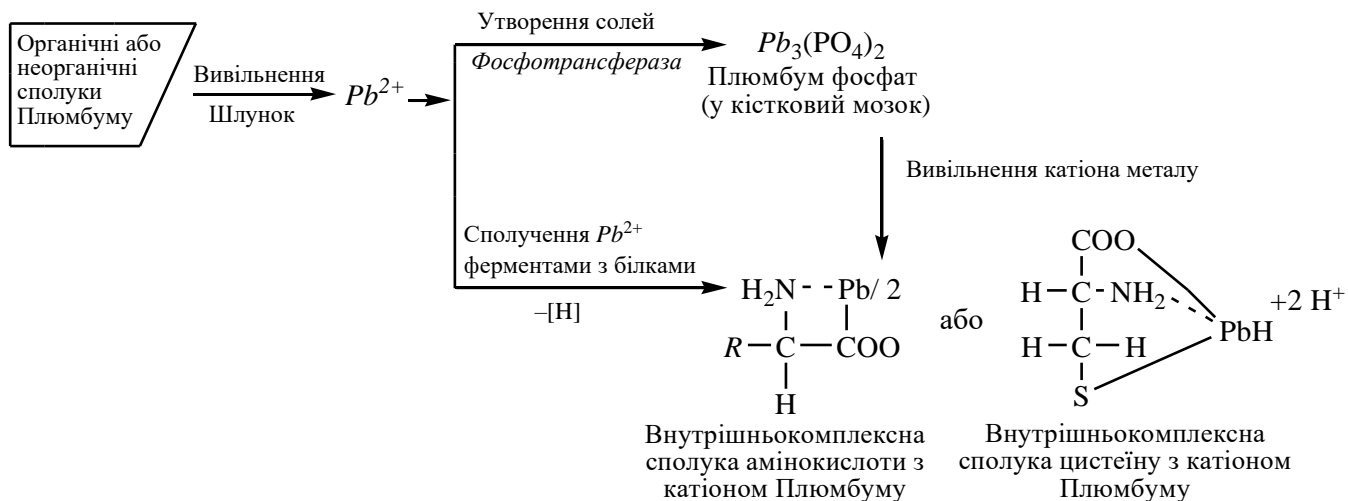 Органічні або
неорганічні
сполуки
Плюмбуму
Вивільнення
Шлунок
Pb2+
Утворення солей
Фосфотрансфераза
Pb3(PO4)2
Плюмбум фосфат
(у кістковий мозок)
Вивільнення катіона металу
Сполучення Pb2+
ферментами з білками
–[H]
H2N Pb/ 2
R C COO
H
Внутрішньокомплексна
сполука амінокислоти з
катіоном Плюмбуму
або
COO
H C NH2
PbH +2 H+
H C H
S
Внутрішньокомплексна
сполука цистеїну з катіоном
Плюмбуму